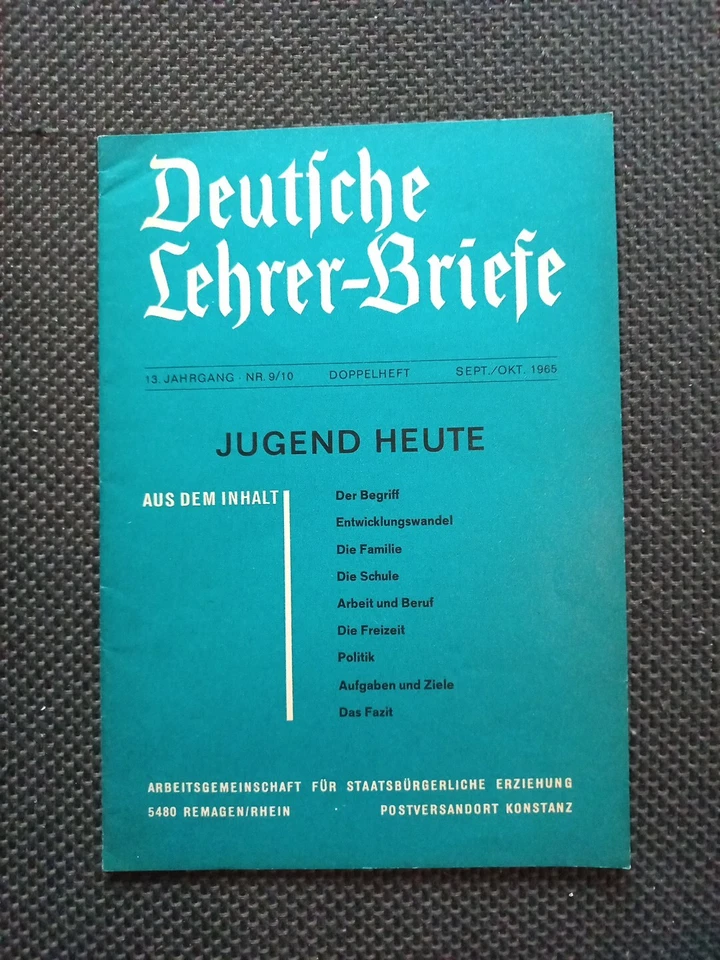 Deutſche
Lehrer-Briefe
13. JAHRGANG · NR. 9/10 DOPPELHEFT SEPT./OKT. 1965
JUGEND HEUTE
AUS DEM INHALT
Der Begriff
Entwicklungswandel
Die Familie
Die Schule
Arbeit und Beruf
Die Freizeit
Politik
Aufgaben und Ziele
Das Fazit
ARBEITSGEMEINSCHAFT FÜR STAATSBÜRGERLICHE ERZIEHUNG
5480 REMAGEN/RHEIN · POSTVERSANDORT KONSTANZ